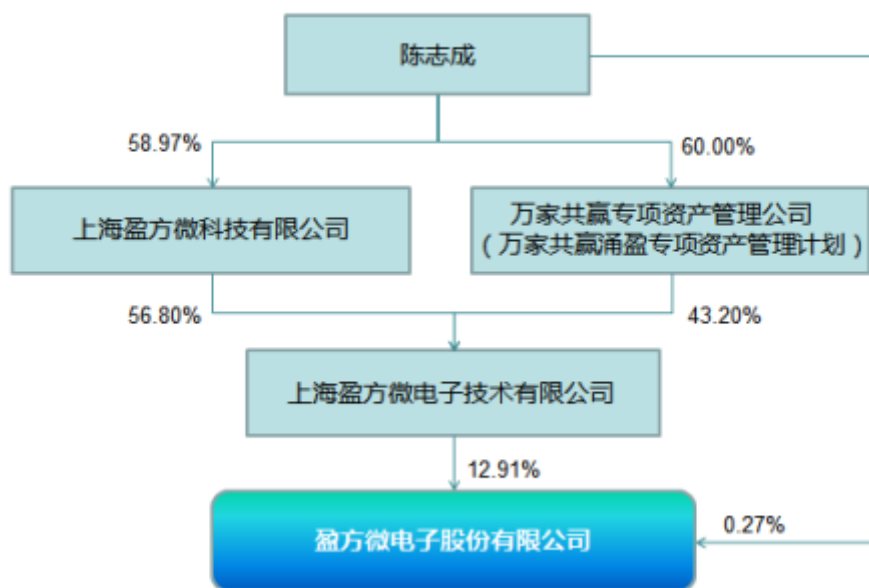 陈志成
58.97%
60.00%
上海盈方微科技有限公司
万家共赢专项资产管理公司
（万家共赢涌盈专项资产管理计划）
56.80%
43.20%
上海盈方微电子技术有限公司
12.91%
盈方微电子股份有限公司
0.27%